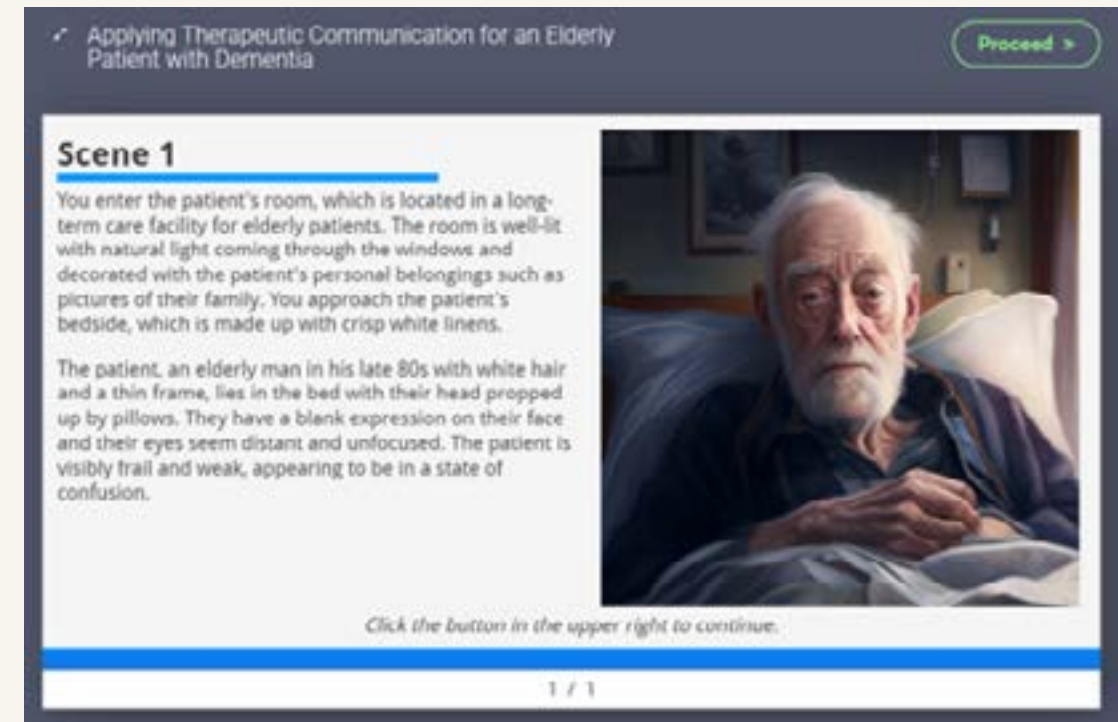 Applying Therapeutic Communication for an Elderly
Patient with Dementia
Proceed »
Scene 1
You enter the patient's room, which is located in a long-
term care facility for elderly patients. The room is well-lit
with natural light coming through the windows and
decorated with the patient's personal belongings such as
pictures of their family. You approach the patient's
bedside, which is made up with crisp white linens.
The patient, an elderly man in his late 80s with white hair
and a thin frame, lies in the bed with their head propped
up by pillows. They have a blank expression on their face
and their eyes seem distant and unfocused. The patient is
visibly frail and weak, appearing to be in a state of
confusion.
Click the button in the upper right to continue.
1 / 1